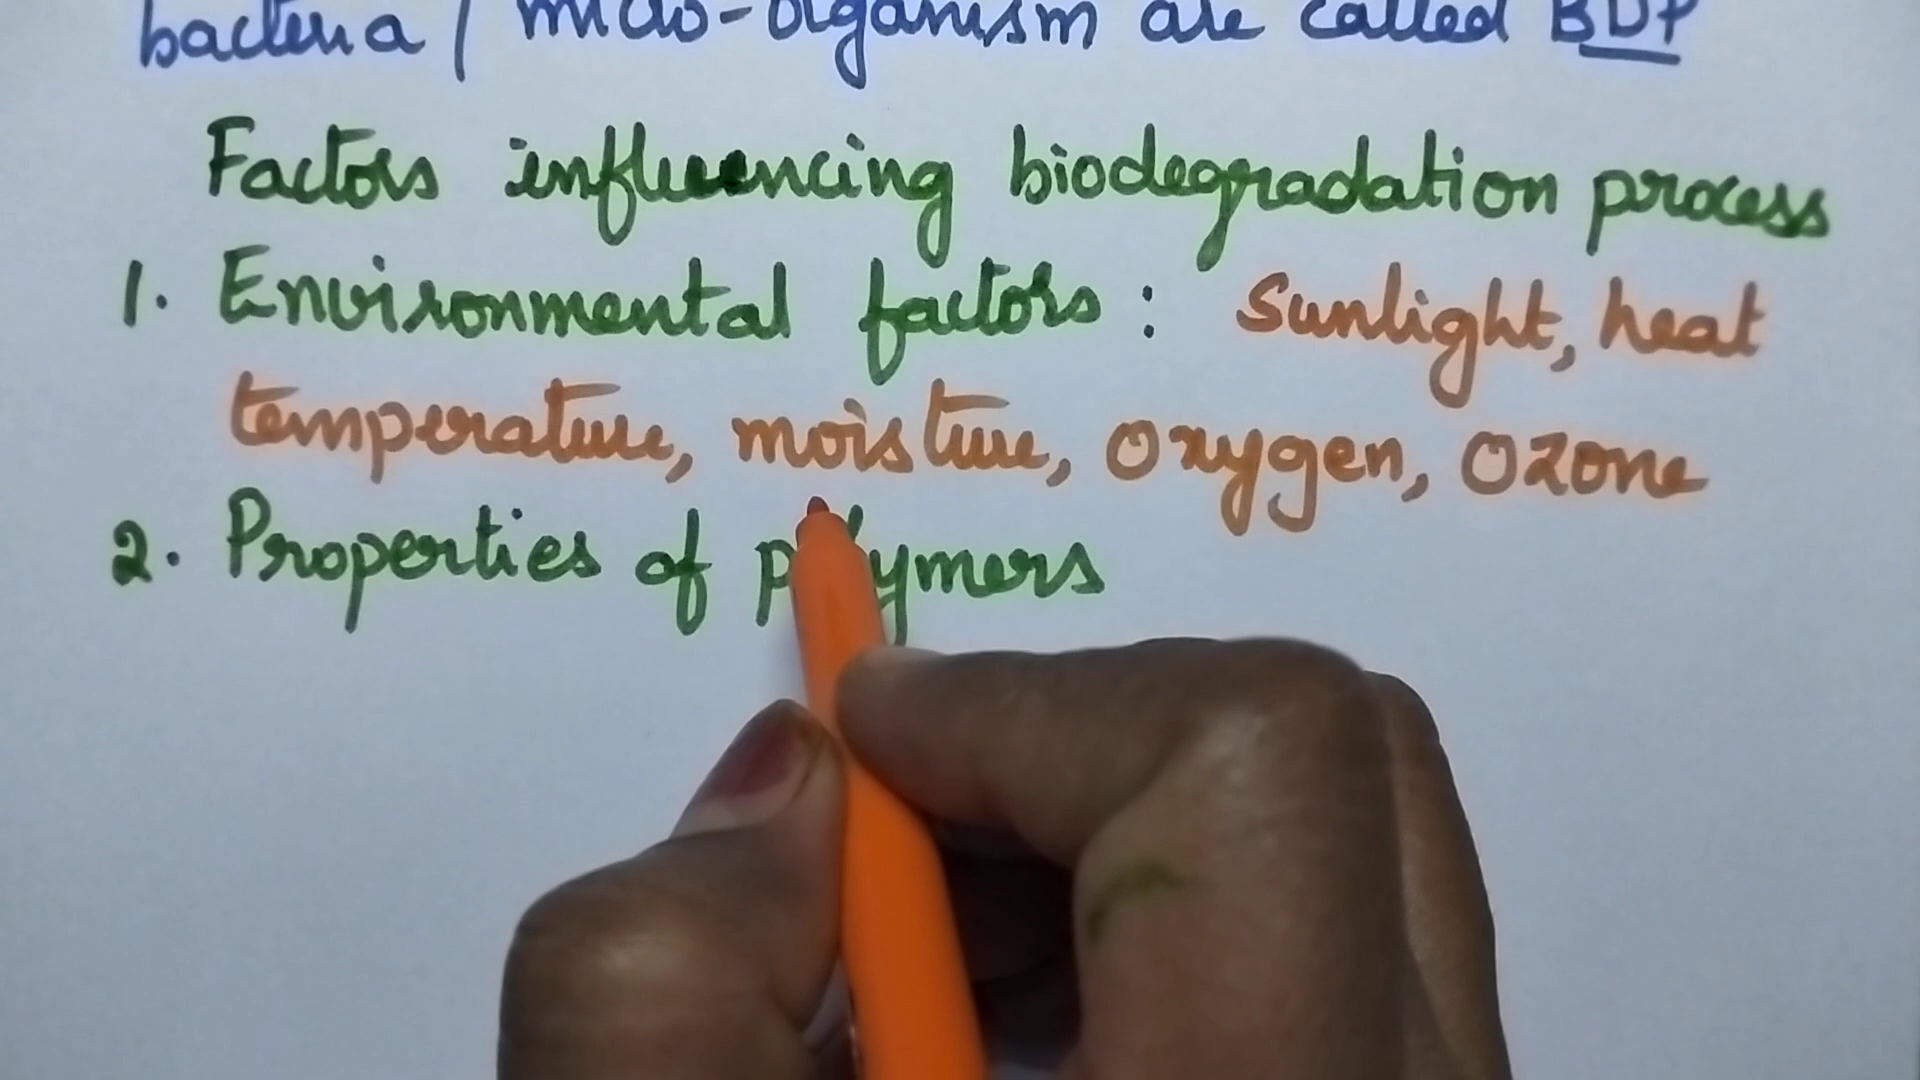 bacteria / micro-organism are called BDP
Factors influencing biodegradation process
1. Environmental factors : Sunlight, heat
temperature, moisture, Oxygen, Ozone
2. Properties of polymers